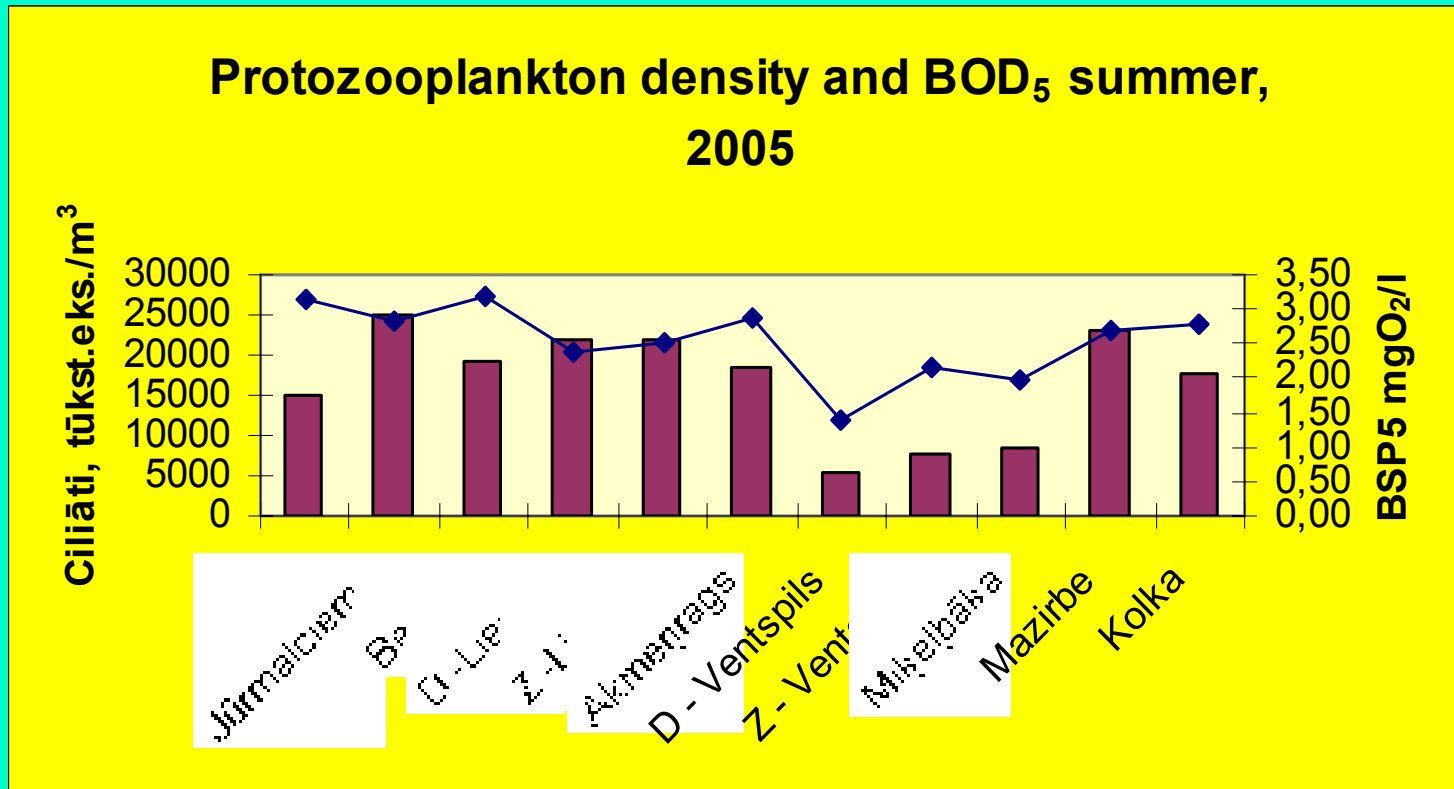 Protozooplankton density and BOD5 summer,
2005
Ciliāti, tūkst.eks./m³
30000
25000
20000
15000
10000
5000
0
3,50
3,00
2,50
2,00
1,50
1,00
0,50
0,00
BSP5 mgO2/l
Akmeņrags
D - Ventspils
Z -
Miķeļbāka
Mazirbe
Kolka